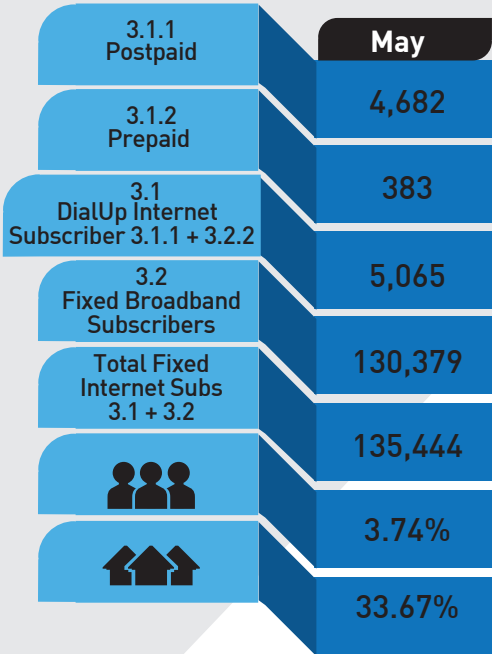 3.1.1
Postpaid
May
4,682
3.1.2
Prepaid
383
3.1
DialUp Internet
Subscriber 3.1.1 + 3.2.2
5,065
3.2
Fixed Broadband
Subscribers
130,379
Total Fixed
Internet Subs
3.1 + 3.2
135,444
3.74%
33.67%